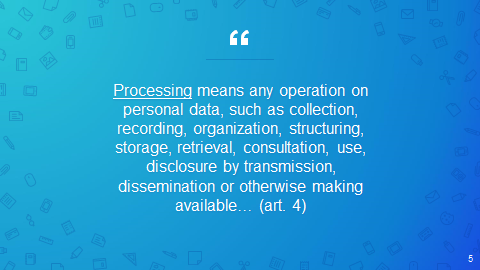 “
Processing means any operation on
personal data, such as collection,
recording, organization, structuring,
storage, retrieval, consultation, use,
disclosure by transmission,
dissemination or otherwise making
available… (art. 4)
5